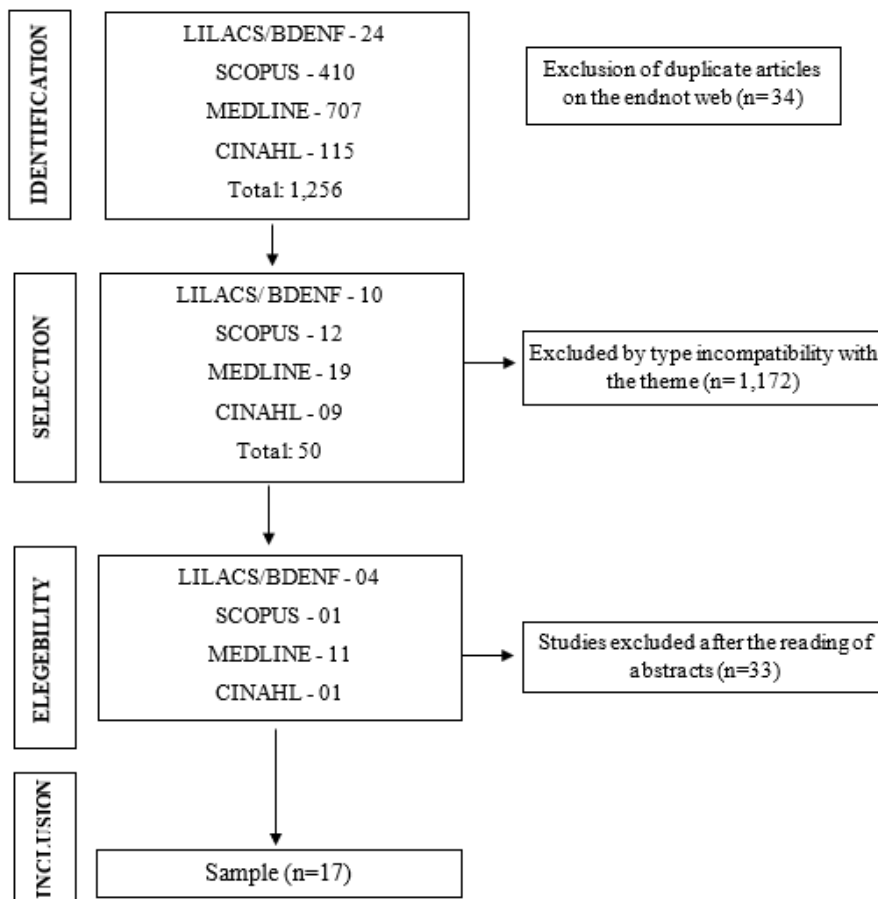 IDENTIFICATION
LILACS/BDENF - 24
SCOPUS - 410
MEDLINE - 707
CINAHL - 115
Total: 1,256
Exclusion of duplicate articles
on the endnot web (n= 34)
SELECTION
LILACS/ BDENF - 10
SCOPUS - 12
MEDLINE - 19
CINAHL - 09
Total: 50
Excluded by type incompatibility with
the theme (n= 1,172)
ELEGEBILITY
LILACS/BDENF - 04
SCOPUS - 01
MEDLINE - 11
CINAHL - 01
Studies excluded after the reading of
abstracts (n=33)
INCLUSION
Sample (n=17)